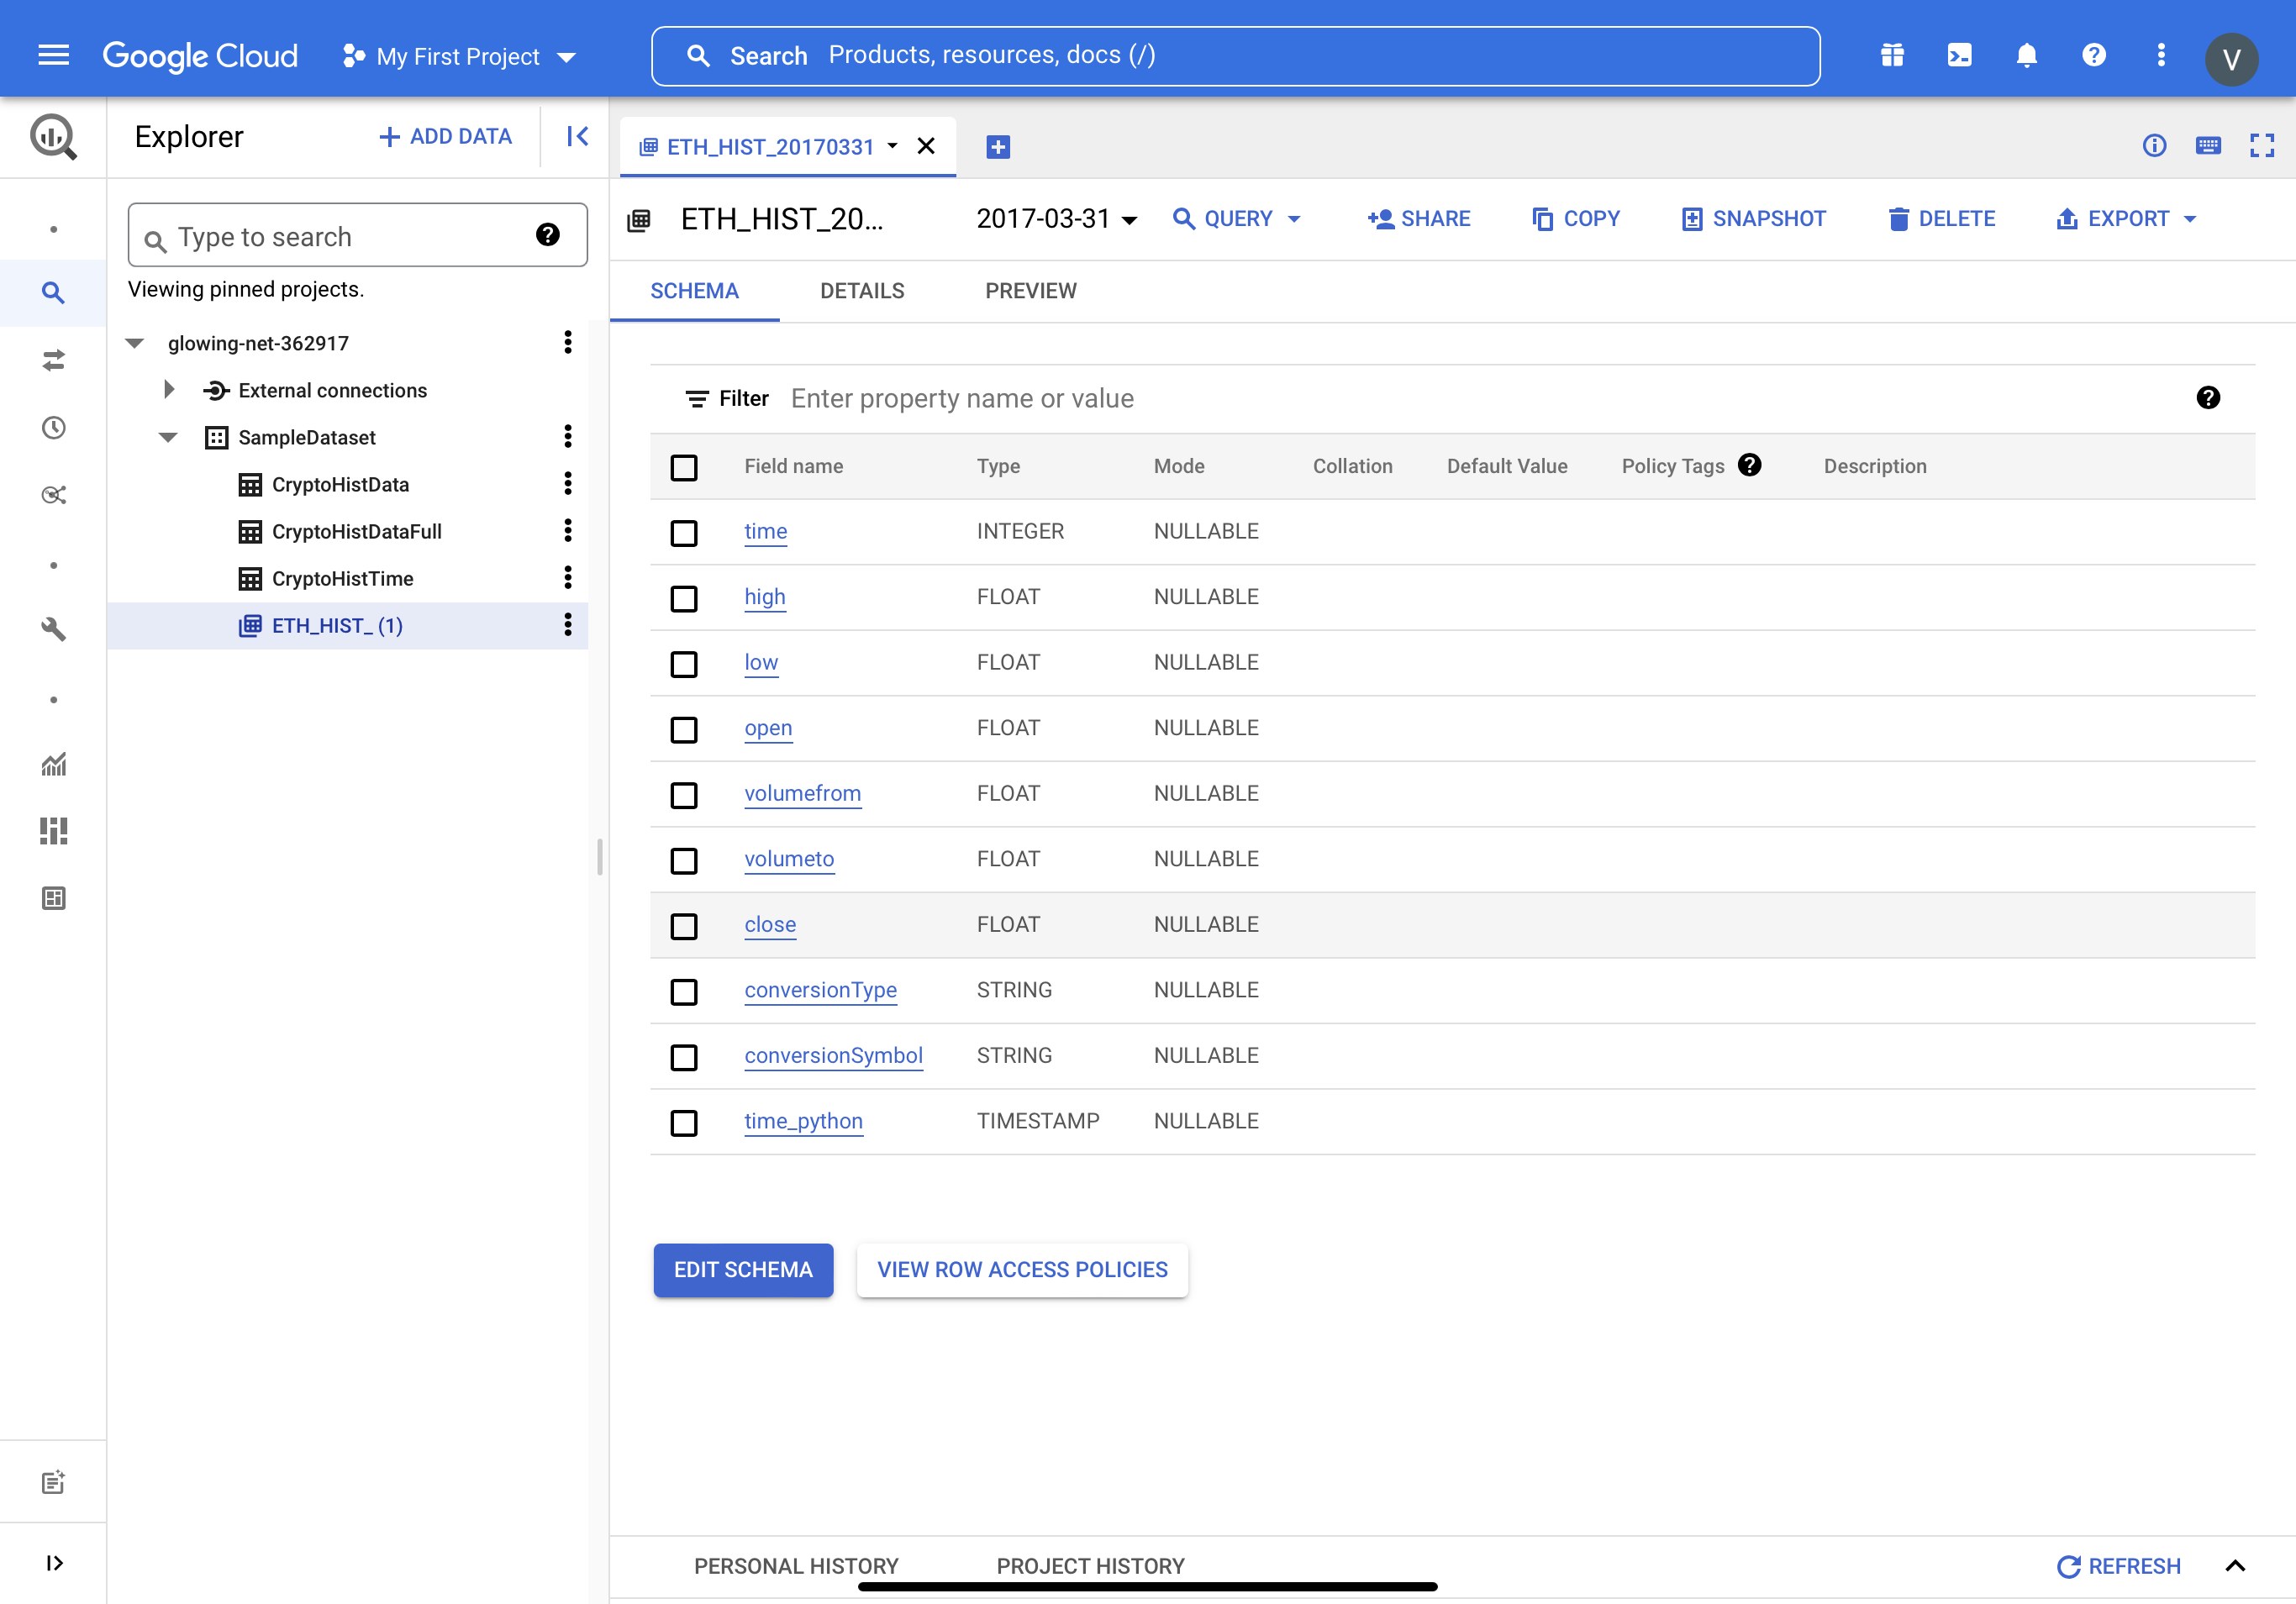 Google Cloud My First Project Search Products, resources, docs (/) V
Explorer ADD DATA
Type to search
Viewing pinned projects.
glowing-net-362917
External connections
SampleDataset
CryptoHistData
CryptoHistDataFull
CryptoHistTime
ETH_HIST_ (1)
ETH_HIST_20170331
ETH_HIST_20... 2017-03-31 QUERY SHARE COPY SNAPSHOT DELETE EXPORT
SCHEMA DETAILS PREVIEW
Filter Enter property name or value
Field name Type Mode Collation Default Value Policy Tags Description
time INTEGER NULLABLE
high FLOAT NULLABLE
low FLOAT NULLABLE
open FLOAT NULLABLE
volumefrom FLOAT NULLABLE
volumeto FLOAT NULLABLE
close FLOAT NULLABLE
conversionType STRING NULLABLE
conversionSymbol STRING NULLABLE
time_python TIMESTAMP NULLABLE
EDIT SCHEMA VIEW ROW ACCESS POLICIES
PERSONAL HISTORY PROJECT HISTORY REFRESH